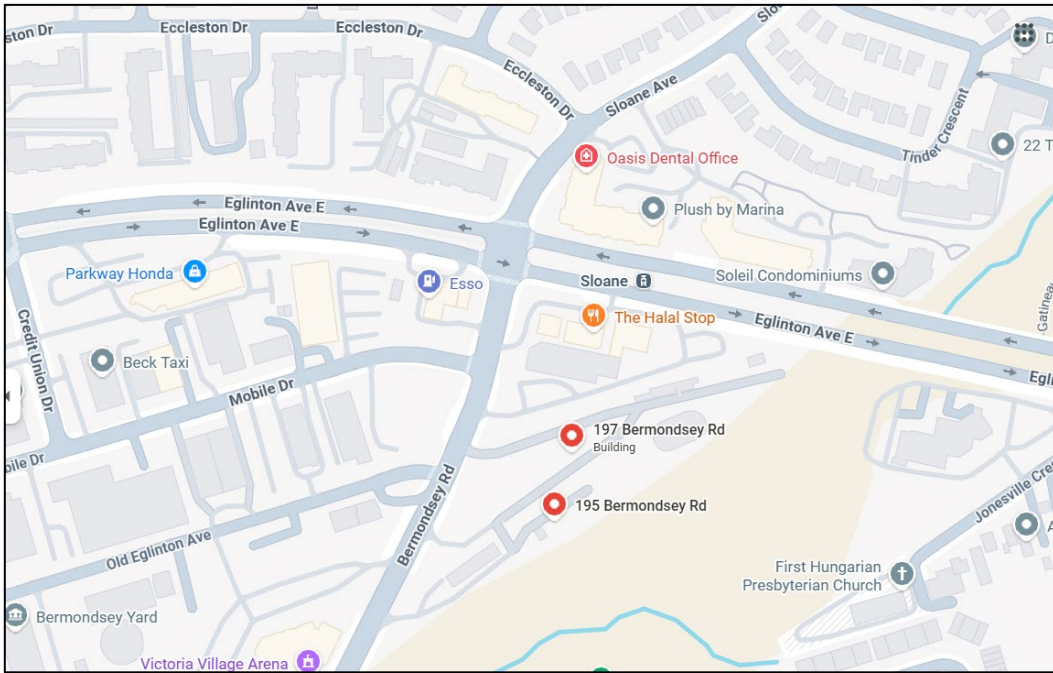 ston Dr
Eccleston Dr
Eccleston Dr
Eccleston Dr
Sloane Ave
Slo
D
Tinder Crescent
22 T
Oasis Dental Office
Plush by Marina
Eglinton Ave E
Eglinton Ave E
Parkway Honda
Esso
Sloane
Soleil Condominiums
The Halal Stop
Eglinton Ave E
Gatineau
Egli
Credit Union Dr
Beck Taxi
Mobile Dr
bile Dr
197 Bermondsey Rd
Building
195 Bermondsey Rd
Bermondsey Rd
Jonesville Cre
A
Old Eglinton Ave
First Hungarian
Presbyterian Church
Bermondsey Yard
Victoria Village Arena